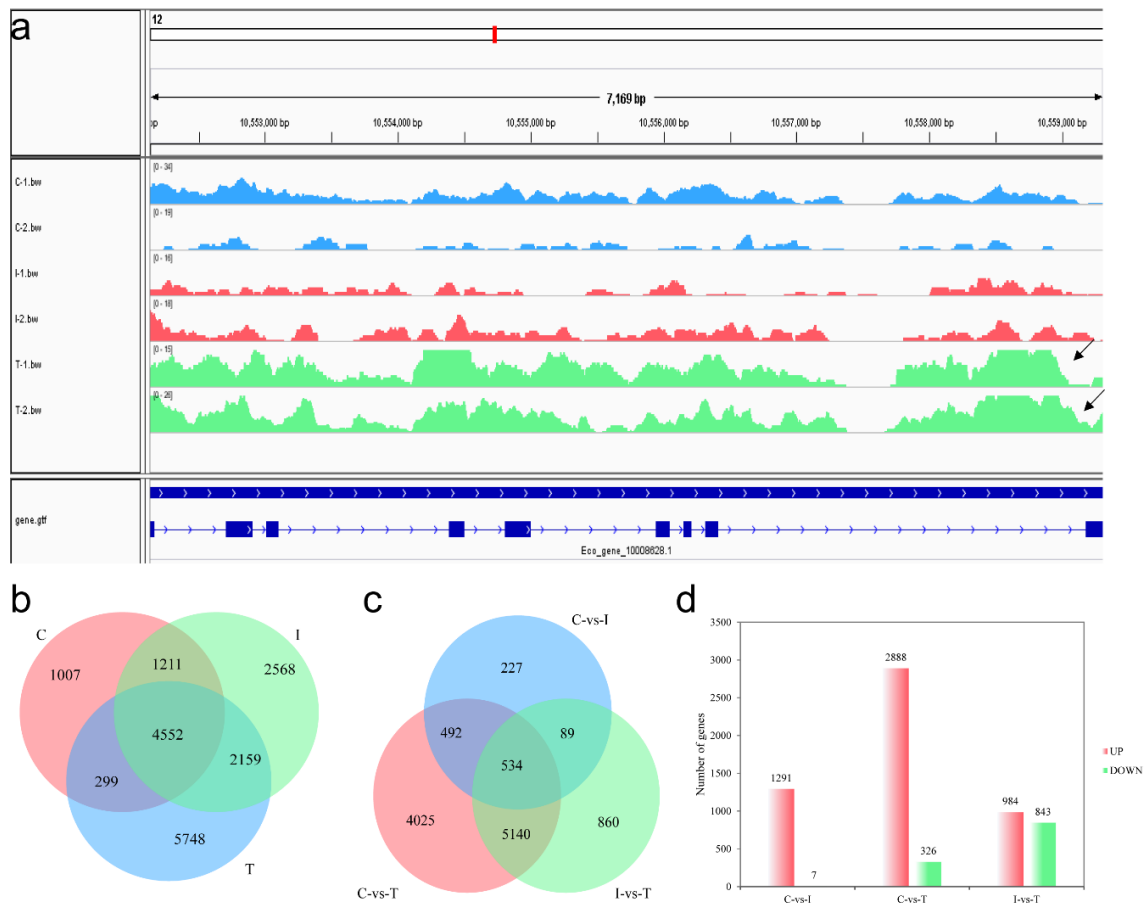 a
12
7,169 bp
bp 10,553,000 bp 10,554,000 bp 10,555,000 bp 10,556,000 bp 10,557,000 bp 10,558,000 bp 10,559,000 bp
C-1.bw
[0 - 34]
C-2.bw
[0 - 19]
I-1.bw
[0 - 16]
I-2.bw
[0 - 18]
T-1.bw
[0 - 15]
T-2.bw
[0 - 26]
gene.gtf
Eco_gene_10008628.1
b
C
I
1007
1211
2568
4552
299
2159
5748
T
c
C-vs-I
227
492
89
534
4025
5140
860
C-vs-T
I-vs-T
d
Number of genes
3500
3000
2500
2000
1500
1000
500
0
1291
7
2888
326
984
843
C-vs-I
C-vs-T
I-vs-T
UP
DOWN